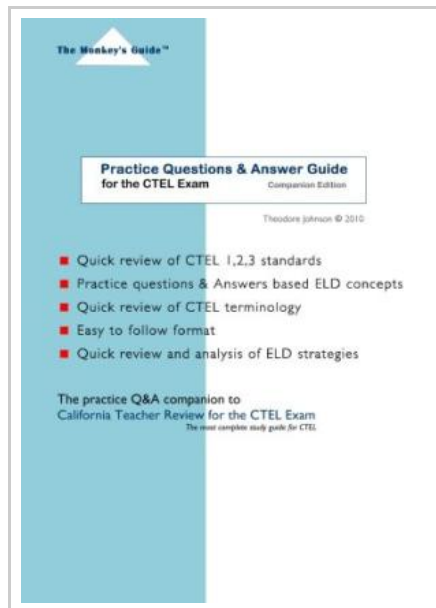 The Monkey's Guide™
Practice Questions & Answer Guide
for the CTEL Exam Companion Edition
Theodore Johnson © 2010
Quick review of CTEL 1,2,3 standards
Practice questions & Answers based ELD concepts
Quick review of CTEL terminology
Easy to follow format
Quick review and analysis of ELD strategies
The practice Q&A companion to
California Teacher Review for the CTEL Exam
The most complete study guide for CTEL